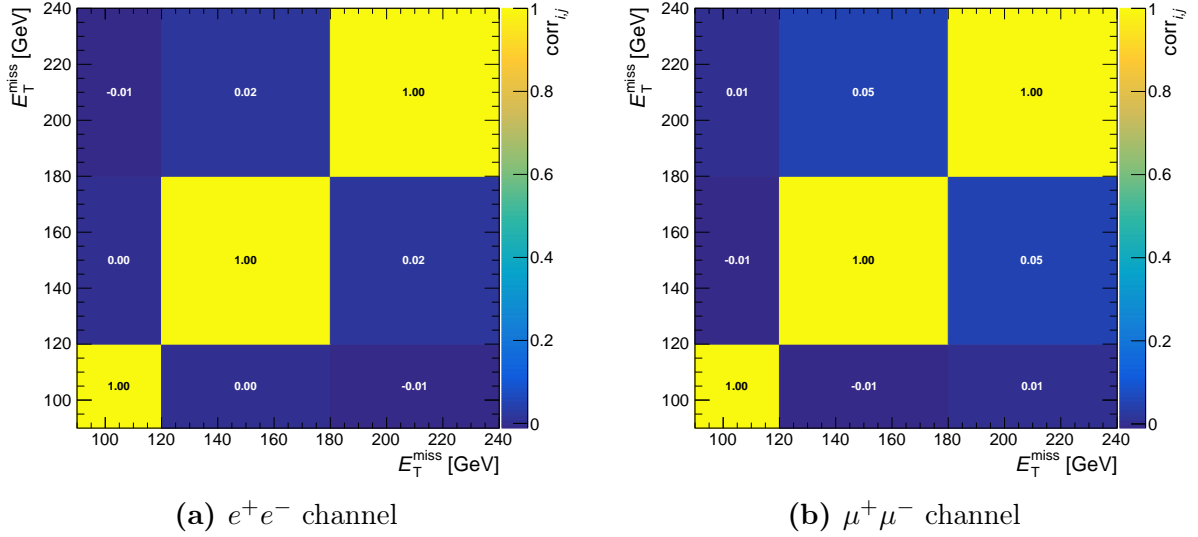 240
220
200
180
160
140
120
100
E_T^miss [GeV]
-0.01 0.02 1.00
0.00 1.00 0.02
1.00 0.00 -0.01
100 120 140 160 180 200 220 240
E_T^miss [GeV]
1
0.8
0.6
0.4
0.2
0
corr_i,j
(a) e⁺e⁻ channel
240
220
200
180
160
140
120
100
E_T^miss [GeV]
0.01 0.05 1.00
-0.01 1.00 0.05
1.00 -0.01 0.01
100 120 140 160 180 200 220 240
E_T^miss [GeV]
1
0.8
0.6
0.4
0.2
0
corr_i,j
(b) μ⁺μ⁻ channel